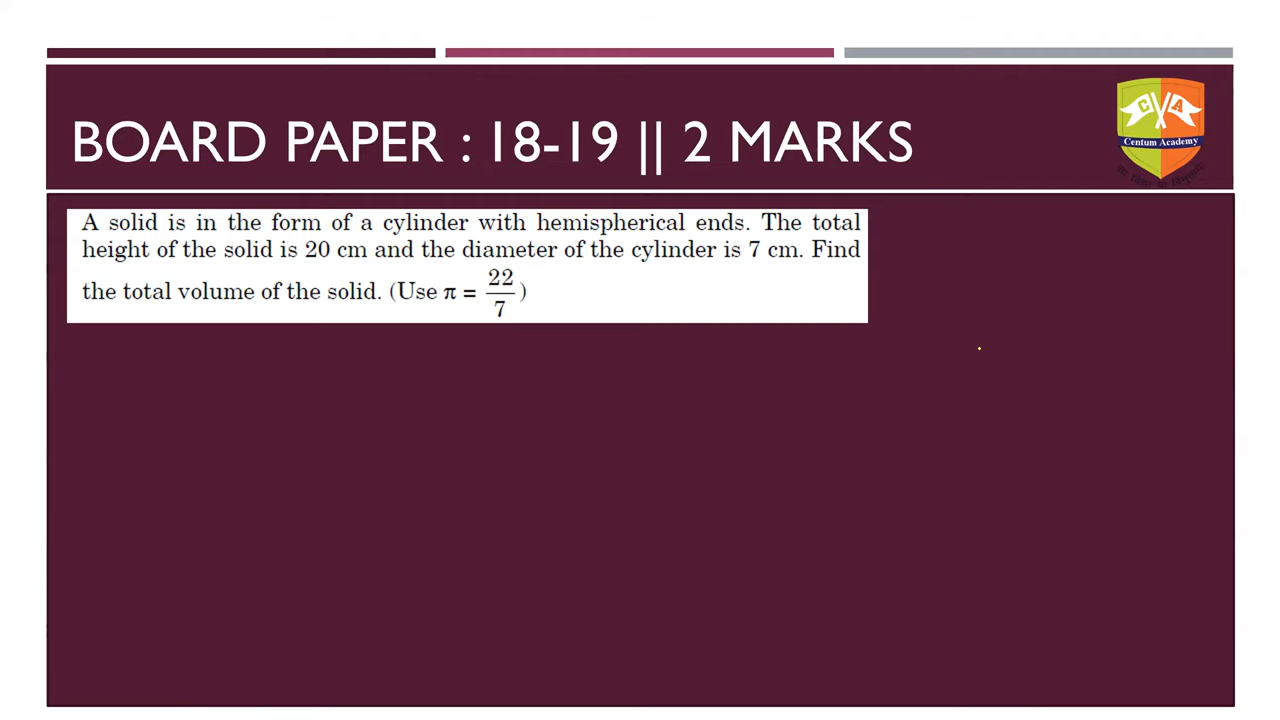 BOARD PAPER : 18-19 || 2 MARKS
C A
Centum Academy
A solid is in the form of a cylinder with hemispherical ends. The total
height of the solid is 20 cm and the diameter of the cylinder is 7 cm. Find
the total volume of the solid. (Use π = 22/7)